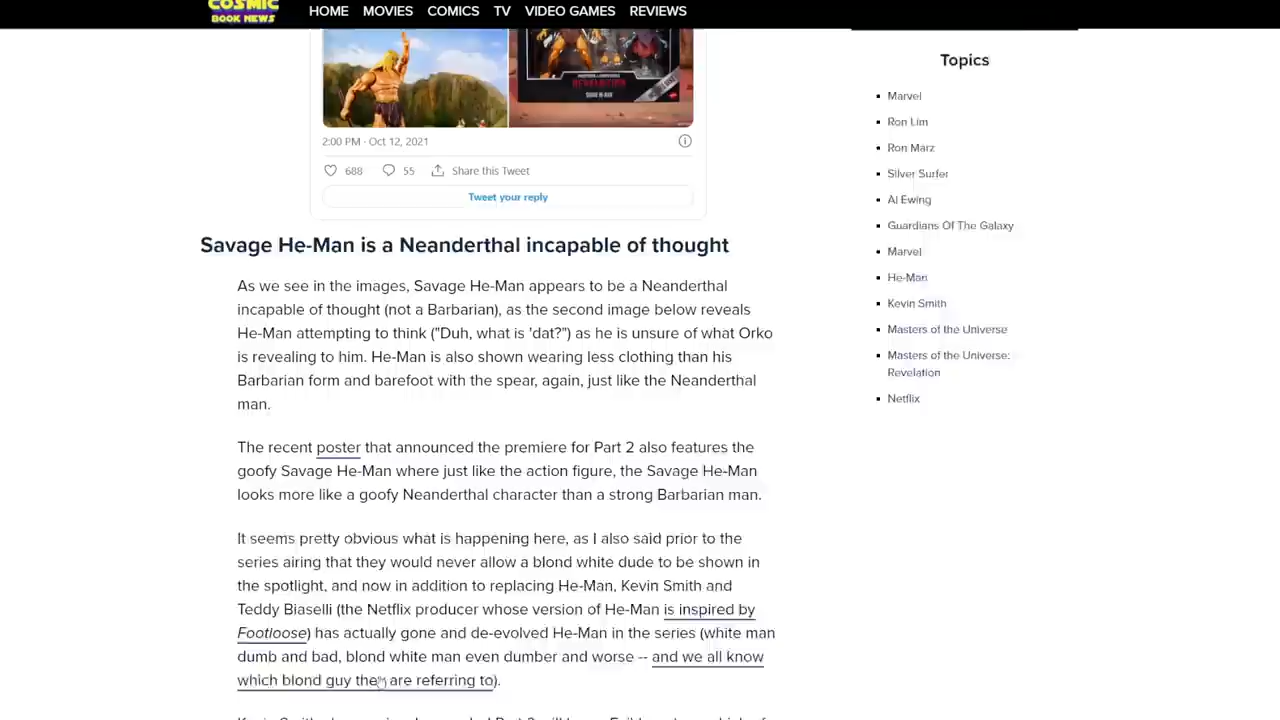 COSMIC
BOOK NEWS
HOME MOVIES COMICS TV VIDEO GAMES REVIEWS
REVELATION
2:00 PM · Oct 12, 2021
688 55 Share this Tweet
Tweet your reply
Savage He-Man is a Neanderthal incapable of thought
As we see in the images, Savage He-Man appears to be a Neanderthal
incapable of thought (not a Barbarian), as the second image below reveals
He-Man attempting to think ("Duh, what is 'dat?") as he is unsure of what Orko
is revealing to him. He-Man is also shown wearing less clothing than his
Barbarian form and barefoot with the spear, again, just like the Neanderthal
man.
The recent poster that announced the premiere for Part 2 also features the
goofy Savage He-Man where just like the action figure, the Savage He-Man
looks more like a goofy Neanderthal character than a strong Barbarian man.
It seems pretty obvious what is happening here, as I also said prior to the
series airing that they would never allow a blond white dude to be shown in
the spotlight, and now in addition to replacing He-Man, Kevin Smith and
Teddy Biaselli (the Netflix producer whose version of He-Man is inspired by
Footloose) has actually gone and de-evolved He-Man in the series (white man
dumb and bad, blond white man even dumber and worse -- and we all know
which blond guy they are referring to).
Topics
Marvel
Ron Lim
Ron Marz
Silver Surfer
Al Ewing
Guardians Of The Galaxy
Marvel
He-Man
Kevin Smith
Masters of the Universe
Masters of the Universe:
Revelation
Netflix